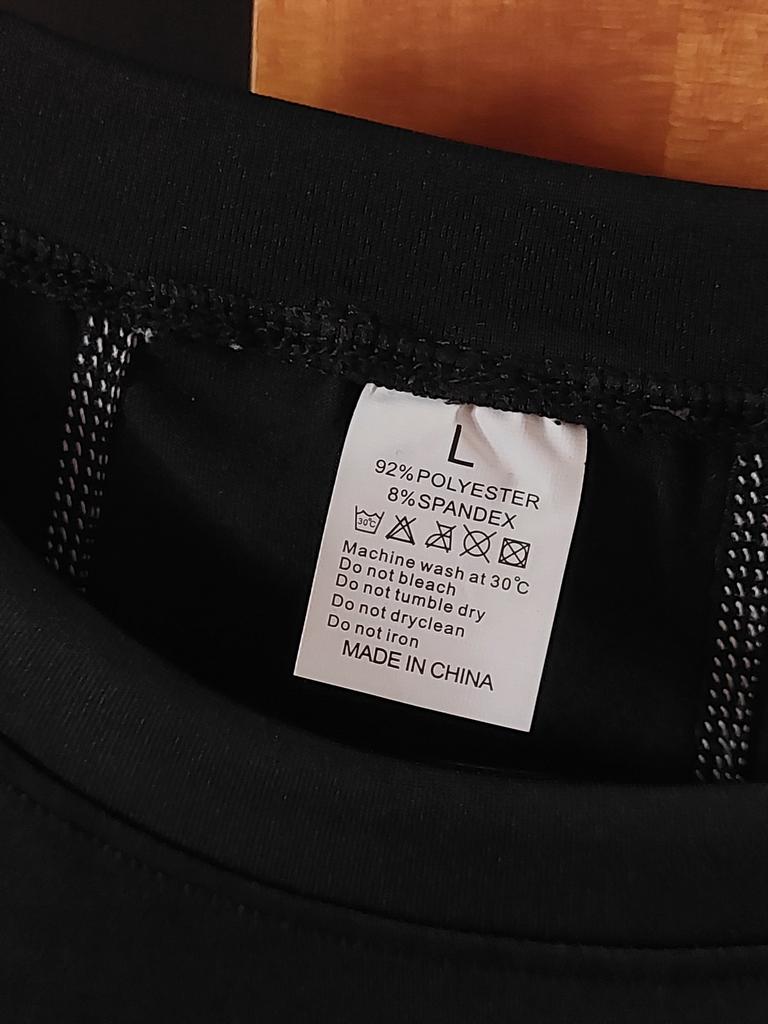 L
92%POLYESTER
8%SPANDEX
30℃
Machine wash at 30℃
Do not bleach
Do not tumble dry
Do not dryclean
Do not iron
MADE IN CHINA